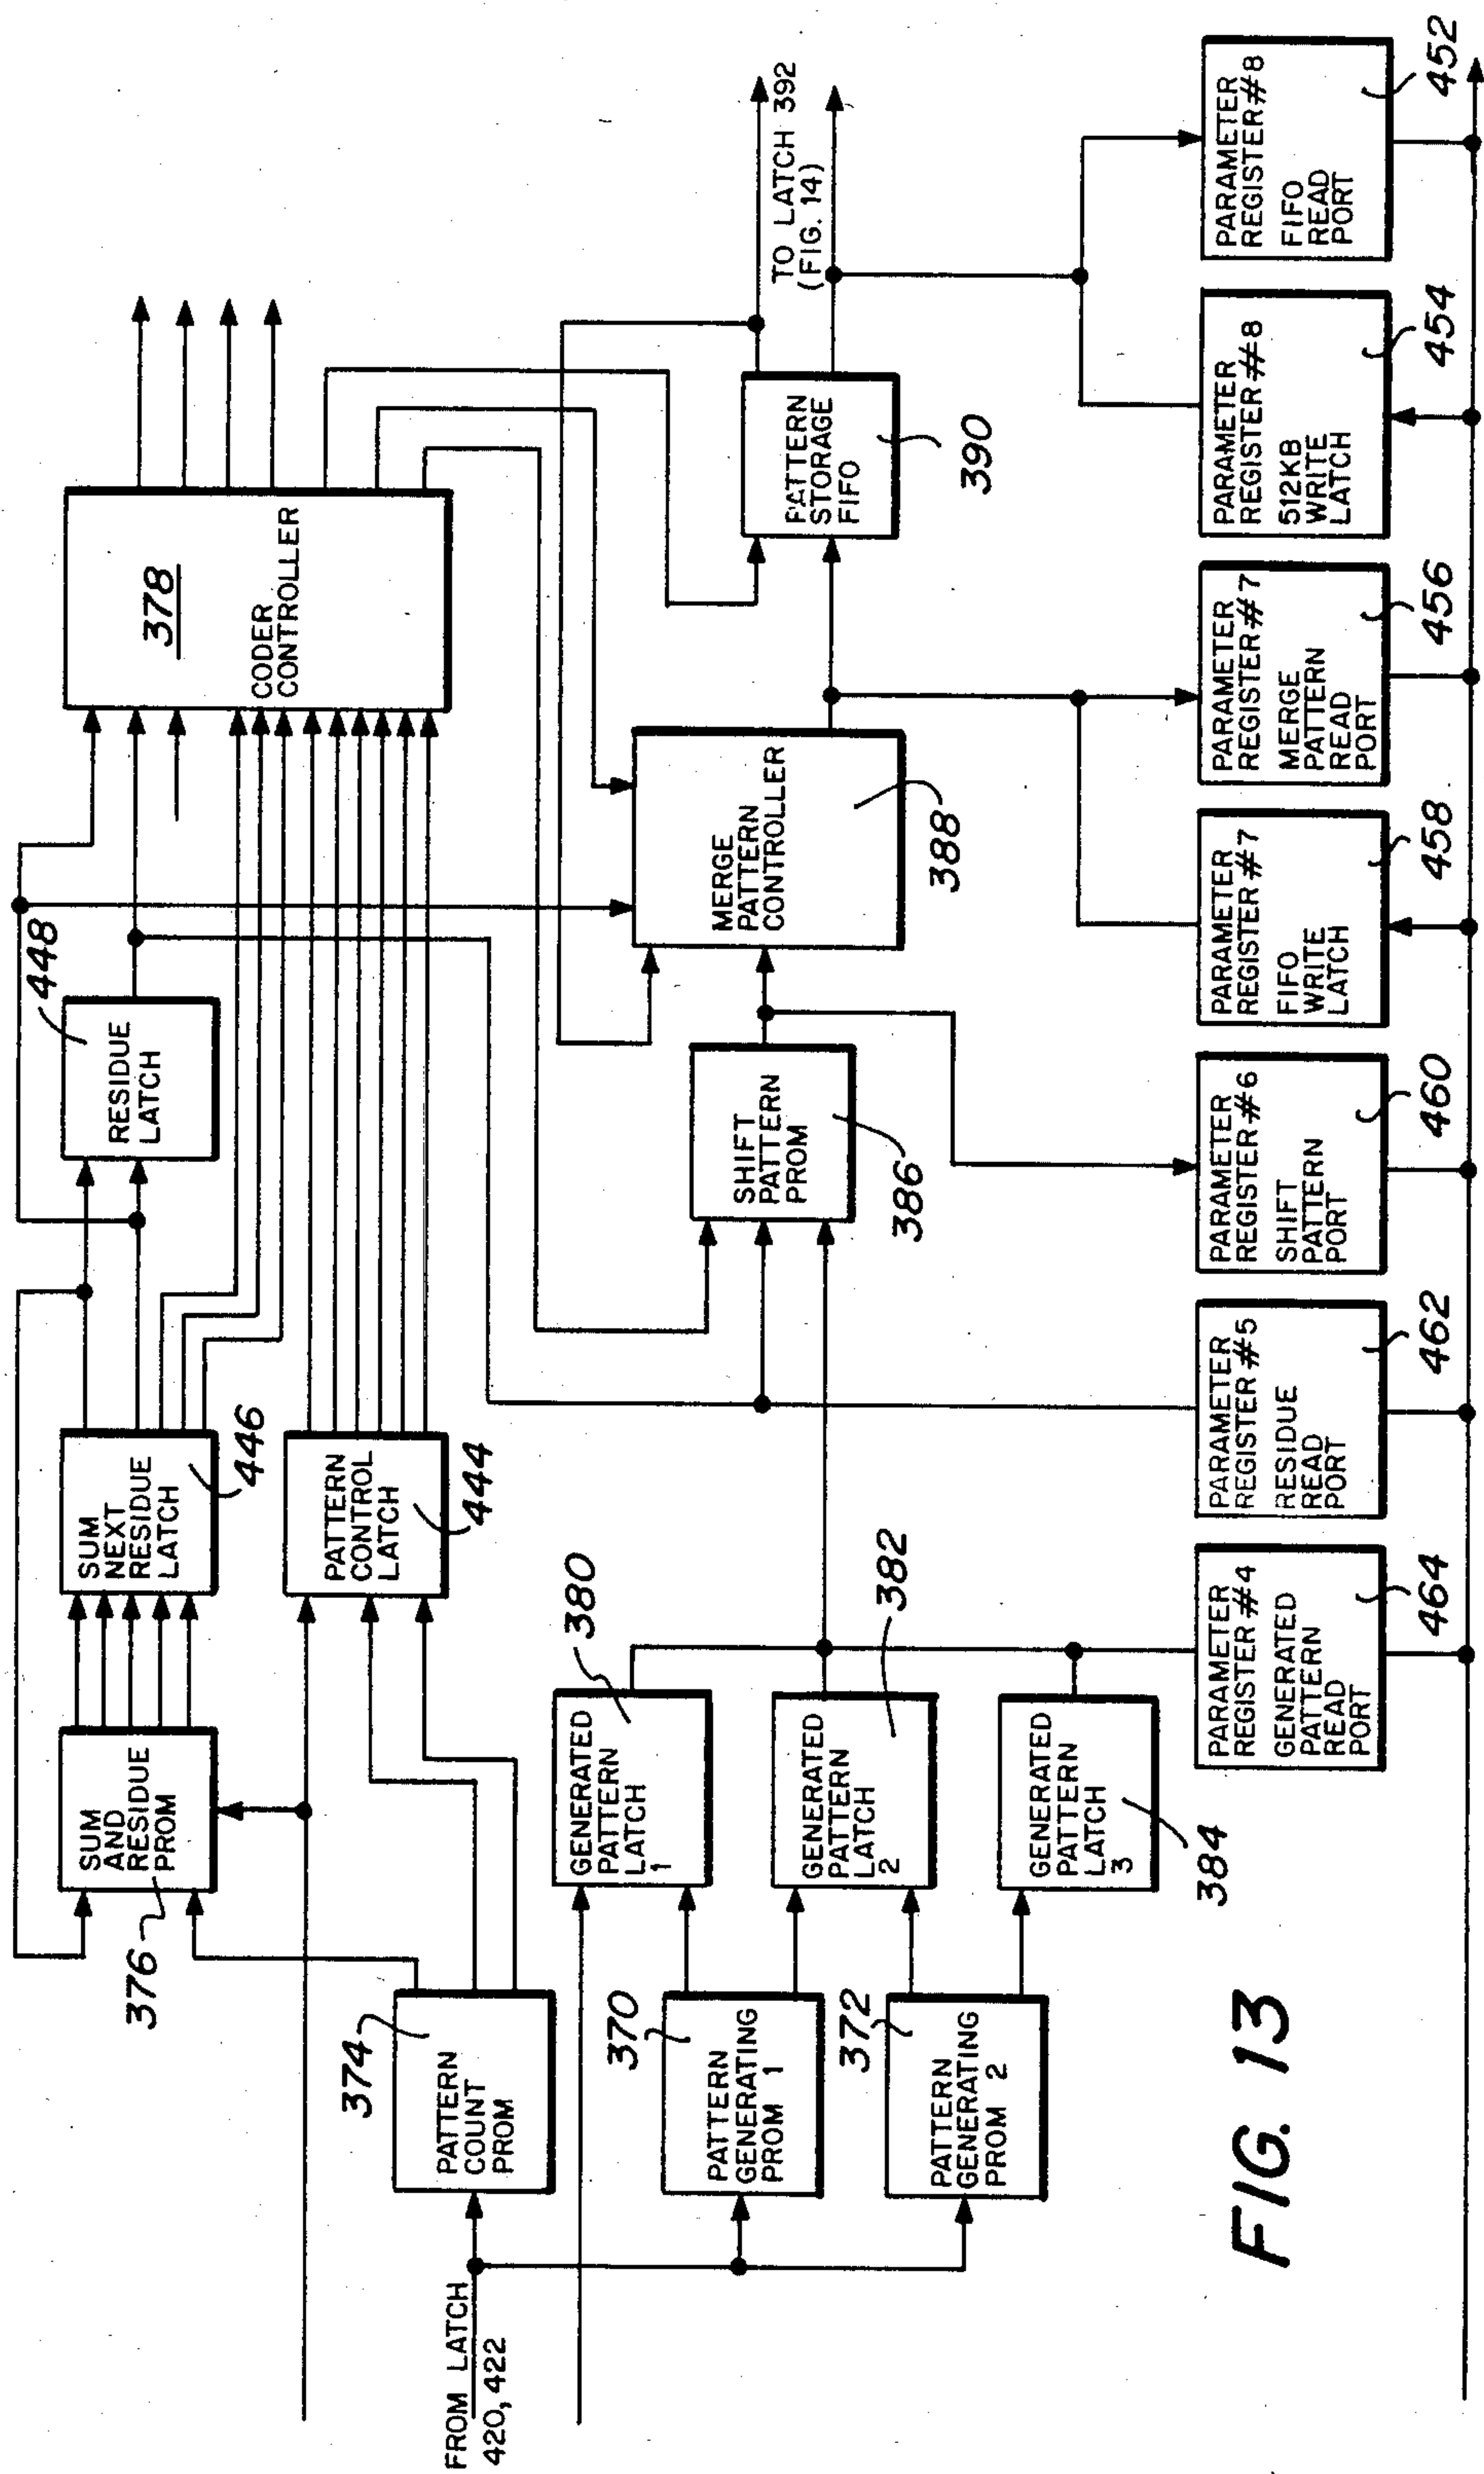 376
SUM
AND
RESIDUE
PROM
SUM
NEXT
RESIDUE
LATCH
446
448
RESIDUE
LATCH
378
CODER
CONTROLLER
374
PATTERN
COUNT
PROM
PATTERN
CONTROL
LATCH
444
FROM LATCH
420, 422
370
PATTERN
GENERATING
PROM 1
372
PATTERN
GENERATING
PROM 2
380
GENERATED
PATTERN
LATCH
1
382
GENERATED
PATTERN
LATCH
2
GENERATED
PATTERN
LATCH
3
384
SHIFT
PATTERN
PROM
386
MERGE
PATTERN
CONTROLLER
388
PATTERN
STORAGE
FIFO
390
TO LATCH 392
(FIG. 14)
PARAMETER
REGISTER #4
GENERATED
PATTERN
READ
PORT
464
PARAMETER
REGISTER #5
RESIDUE
READ
PORT
462
PARAMETER
REGISTER #6
SHIFT
PATTERN
PORT
460
PARAMETER
REGISTER #7
FIFO
WRITE
LATCH
458
PARAMETER
REGISTER #7
MERGE
PATTERN
READ
PORT
456
PARAMETER
REGISTER #8
512KB
WRITE
LATCH
454
PARAMETER
REGISTER #8
FIFO
READ
PORT
452
FIG. 13